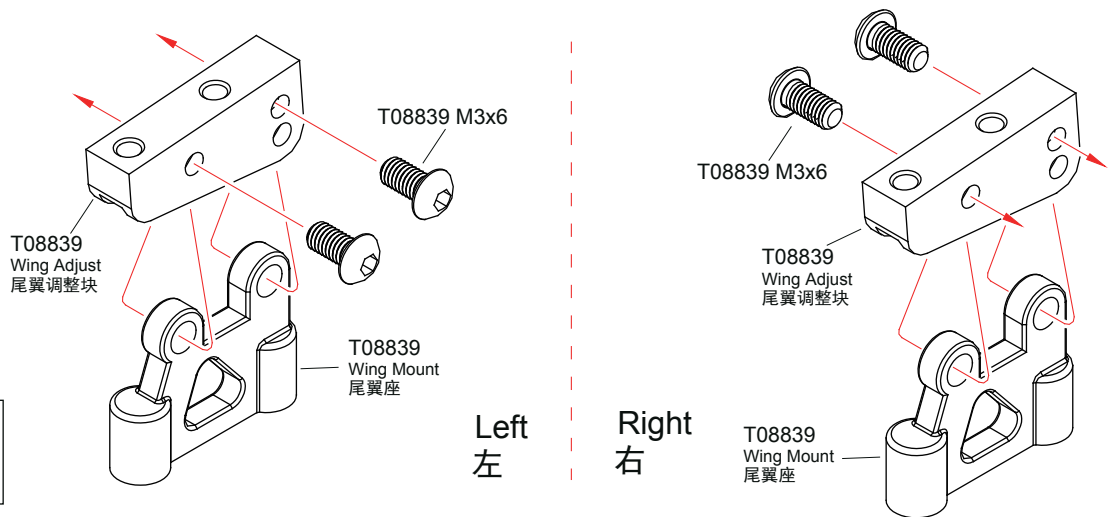 T08839 M3x6
T08839
Wing Adjust
尾翼调整块
T08839
Wing Mount
尾翼座
Left
左
T08839 M3x6
T08839
Wing Adjust
尾翼调整块
Right
右
T08839
Wing Mount
尾翼座